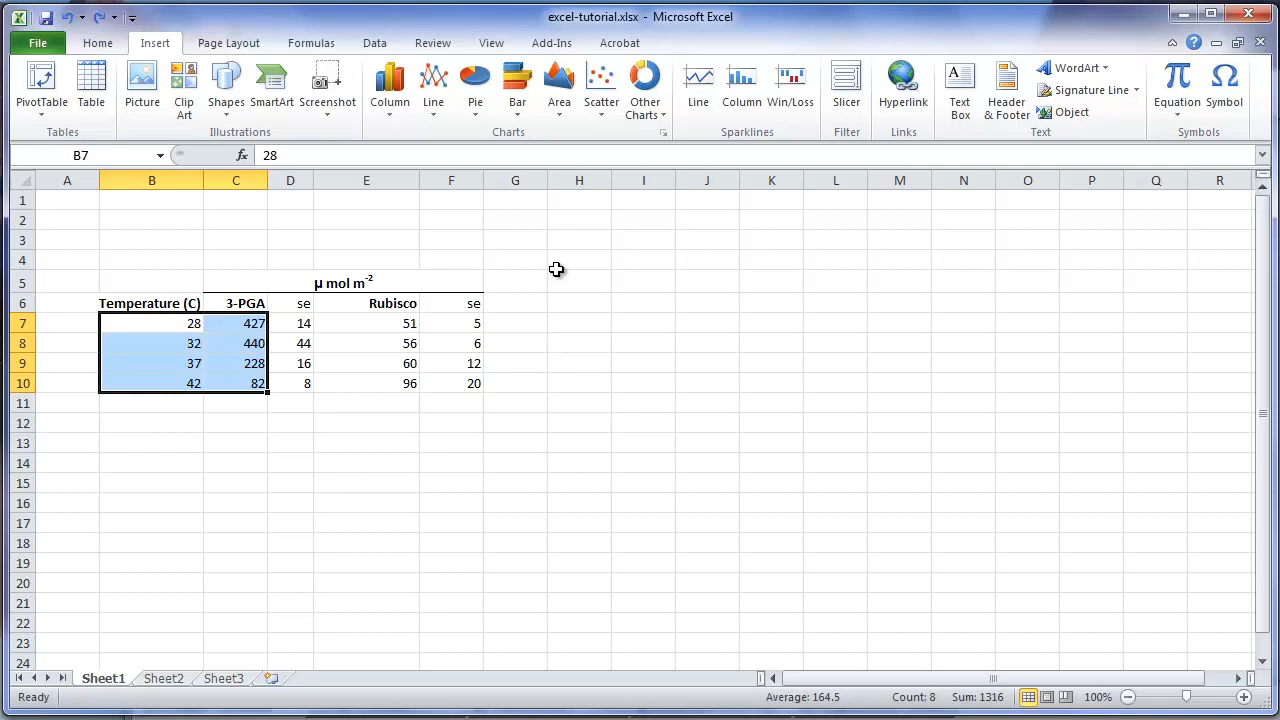 excel-tutorial.xlsx - Microsoft Excel
File Home Insert Page Layout Formulas Data Review View Add-Ins Acrobat
PivotTable Table Picture Clip Art Shapes SmartArt Screenshot Column Line Pie Bar Area Scatter Other Charts Line Column Win/Loss Slicer Hyperlink Text Box Header & Footer WordArt Signature Line Object Equation Symbol
Tables Illustrations Charts Sparklines Filter Links Text Symbols
B7 fx 28
A B C D E F G H I J K L M N O P Q R
1
2
3
4
5 µ mol m-2
6 Temperature (C) 3-PGA se Rubisco se
7 28 427 14 51 5
8 32 440 44 56 6
9 37 228 16 60 12
10 42 82 8 96 20
11
12
13
14
15
16
17
18
19
20
21
22
23
24
Sheet1 Sheet2 Sheet3
Ready Average: 164.5 Count: 8 Sum: 1316 100%